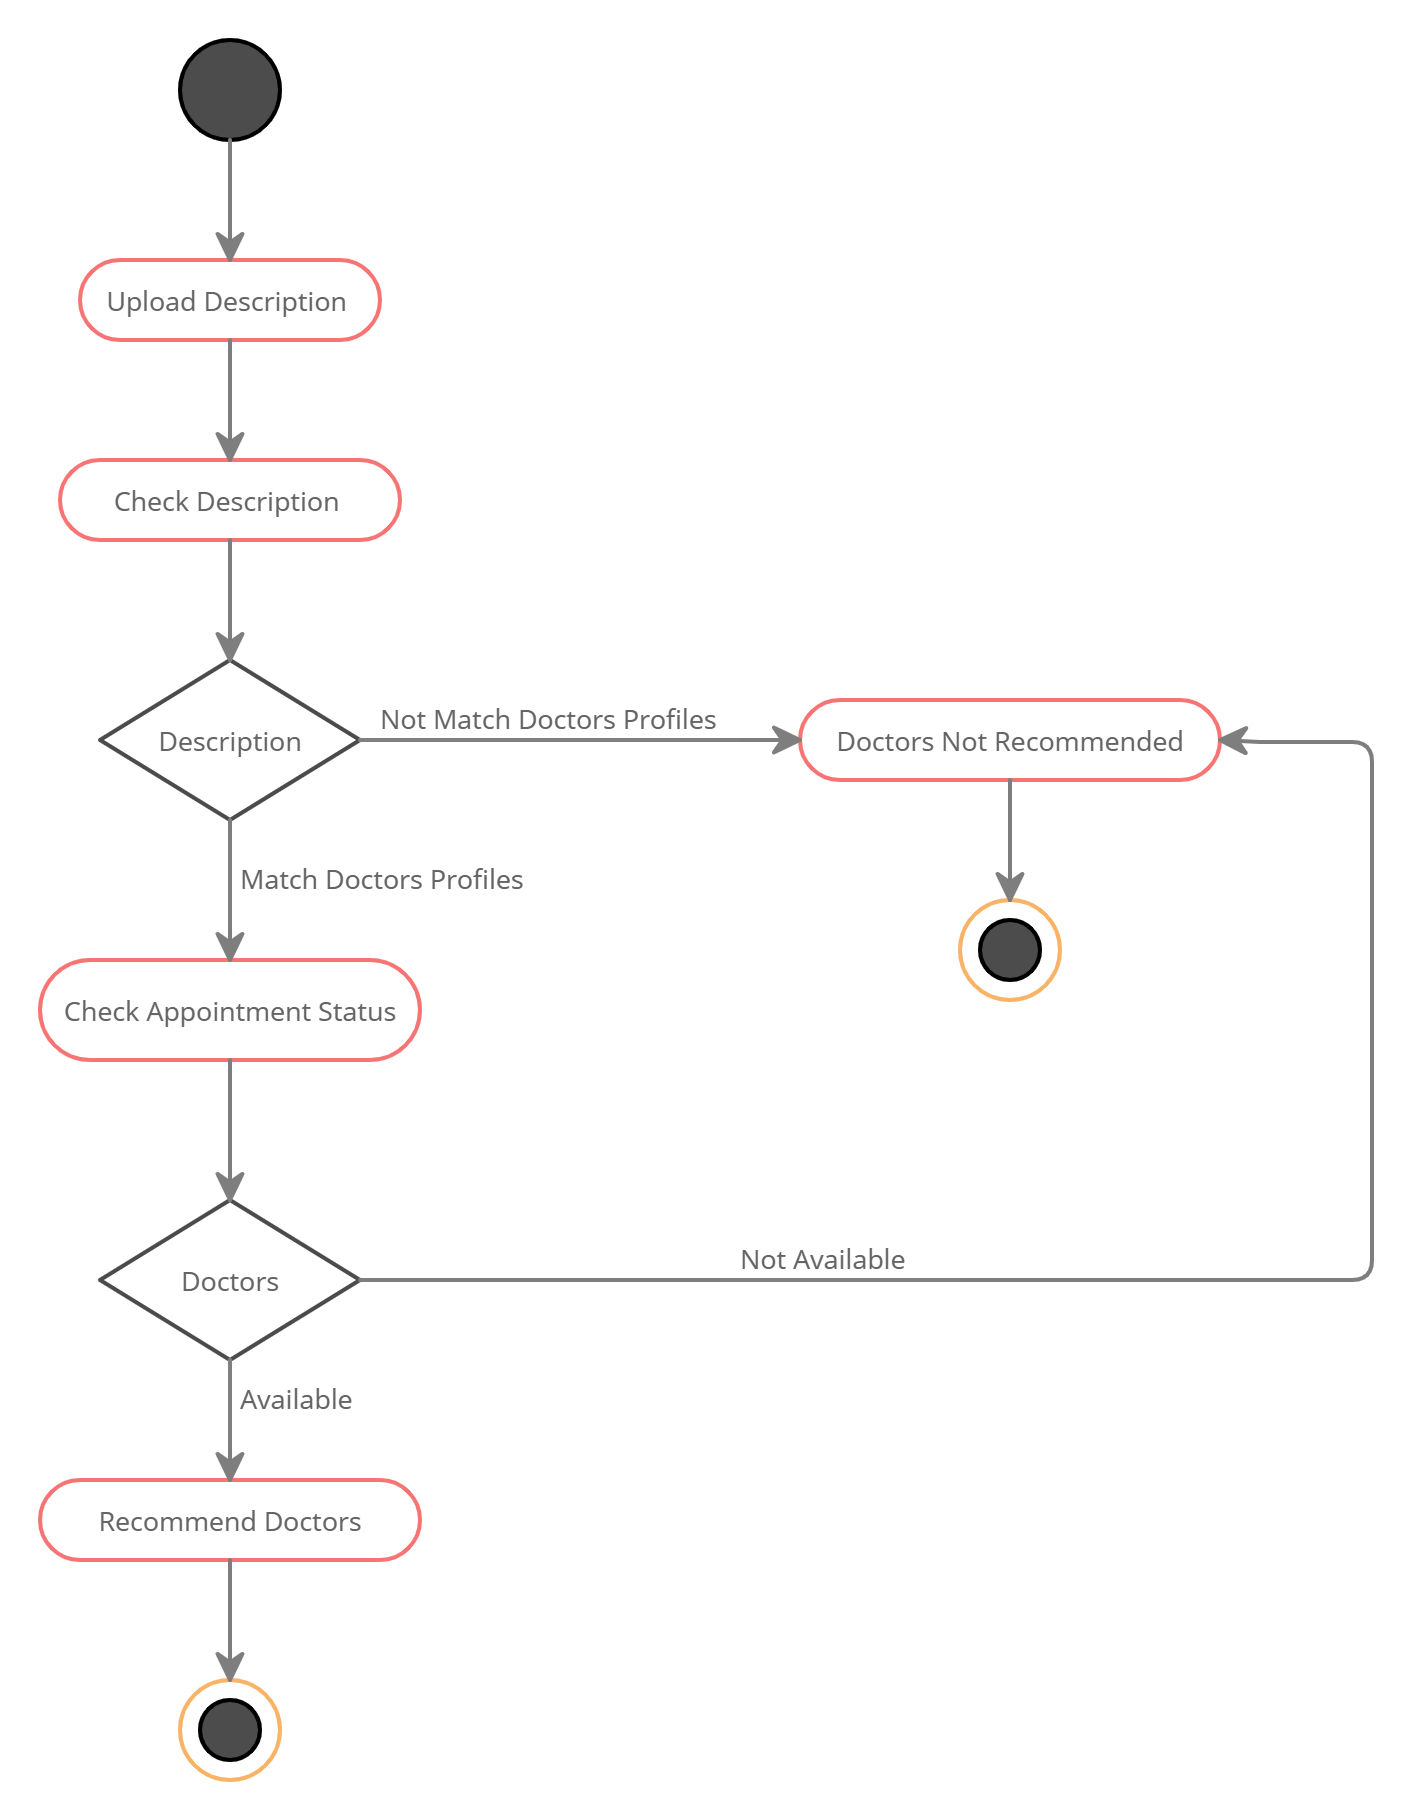 Upload Description
Check Description
Description
Not Match Doctors Profiles
Doctors Not Recommended
Match Doctors Profiles
Check Appointment Status
Doctors
Not Available
Available
Recommend Doctors